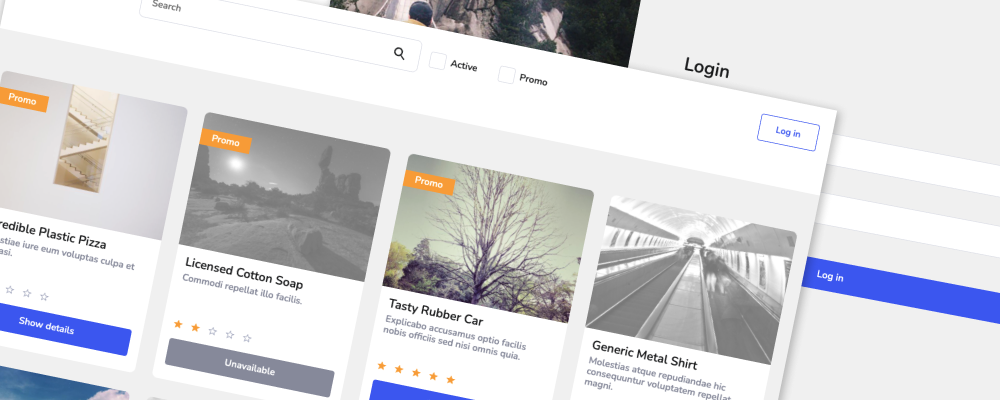 Search
Active
Promo
Login
Log in
Log in
Promo
redible Plastic Pizza
stiae iure eum voluptas culpa et
asi.
Show details
Promo
Licensed Cotton Soap
Commodi repellat illo facilis.
Unavailable
Promo
Tasty Rubber Car
Explicabo accusamus optio facilis
nobis officiis sed nisi omnis quia.
Generic Metal Shirt
Molestias atque repudiandae hic
consequuntur voluptatem repellat
magni.